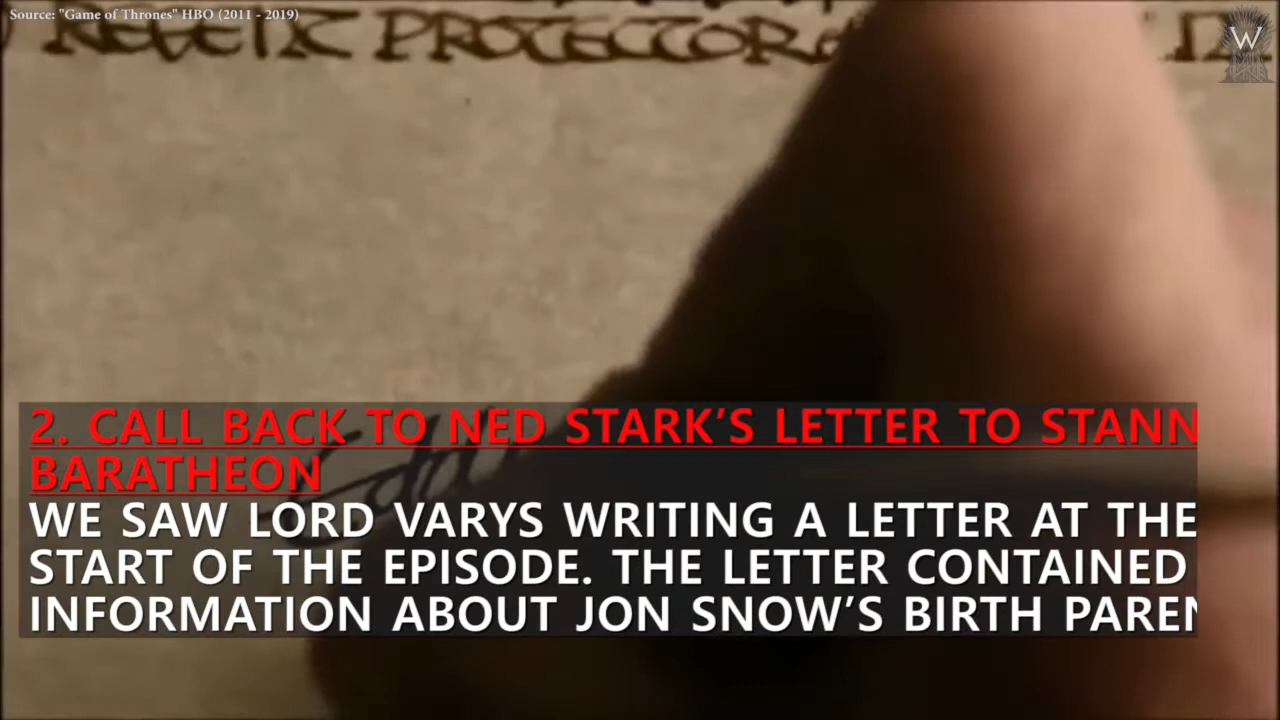 Source: "Game of Thrones" HBO (2011 - 2019)
W
PROTECTOR
2. CALL BACK TO NED STARK’S LETTER TO STANN
BARATHEON
WE SAW LORD VARYS WRITING A LETTER AT THE
START OF THE EPISODE. THE LETTER CONTAINED
INFORMATION ABOUT JON SNOW’S BIRTH PAREN